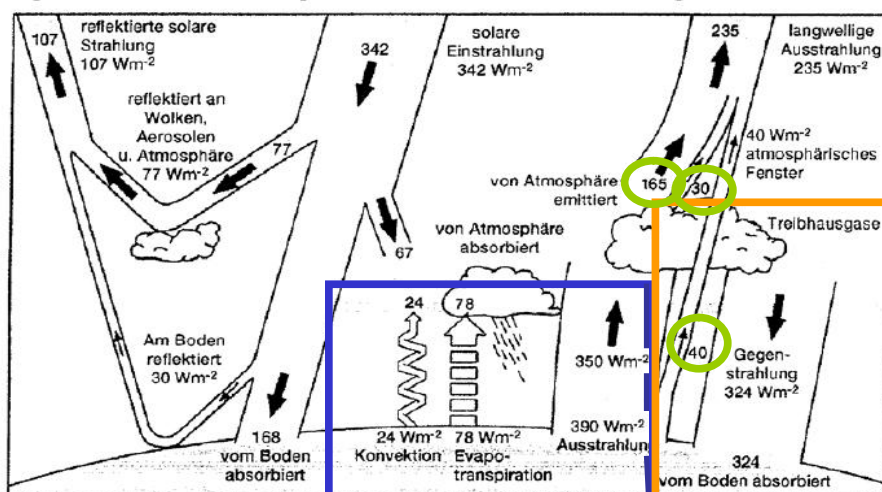 reflektierte solare
Strahlung
107 Wm-2
107
342
solare
Einstrahlung
342 Wm-2
235
langwellige
Ausstrahlung
235 Wm-2
reflektiert an
Wolken,
Aerosolen
u. Atmosphäre
77 Wm-2
77
40 Wm-2
atmosphärisches
Fenster
von Atmosphäre
emittiert
165
30
67
von Atmosphäre
absorbiert
Treibhausgase
24
78
Am Boden
reflektiert
30 Wm-2
350 Wm-2
40
Gegen-
strahlung
324 Wm-2
168
vom Boden
absorbiert
24 Wm-2
Konvektion
78 Wm-2
Evapo-
transpiration
390 Wm-2
Ausstrahlung
324
vom Boden absorbiert